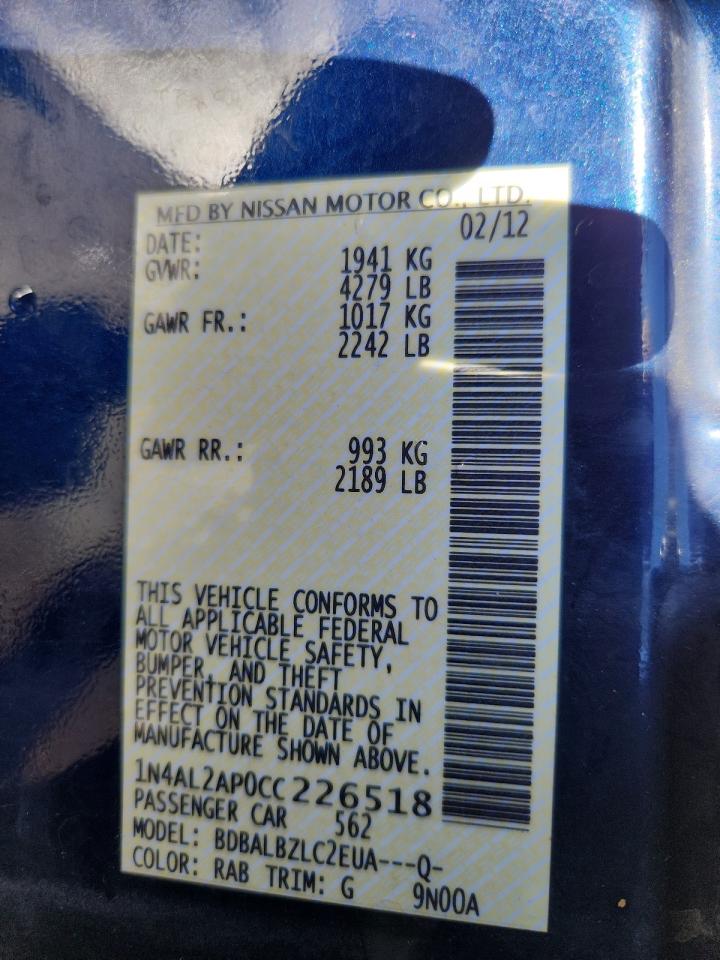 MFD BY NISSAN MOTOR CO., LTD.
DATE: 02/12
GVWR: 1941 KG
4279 LB
GAWR FR.: 1017 KG
2242 LB
GAWR RR.: 993 KG
2189 LB
THIS VEHICLE CONFORMS TO
ALL APPLICABLE FEDERAL
MOTOR VEHICLE SAFETY,
BUMPER, AND THEFT
PREVENTION STANDARDS IN
EFFECT ON THE DATE OF
MANUFACTURE SHOWN ABOVE.
1N4AL2AP0CC226518
PASSENGER CAR 562
MODEL: BDBALBZLC2EUA---Q-
COLOR: RAB TRIM: G 9N00A